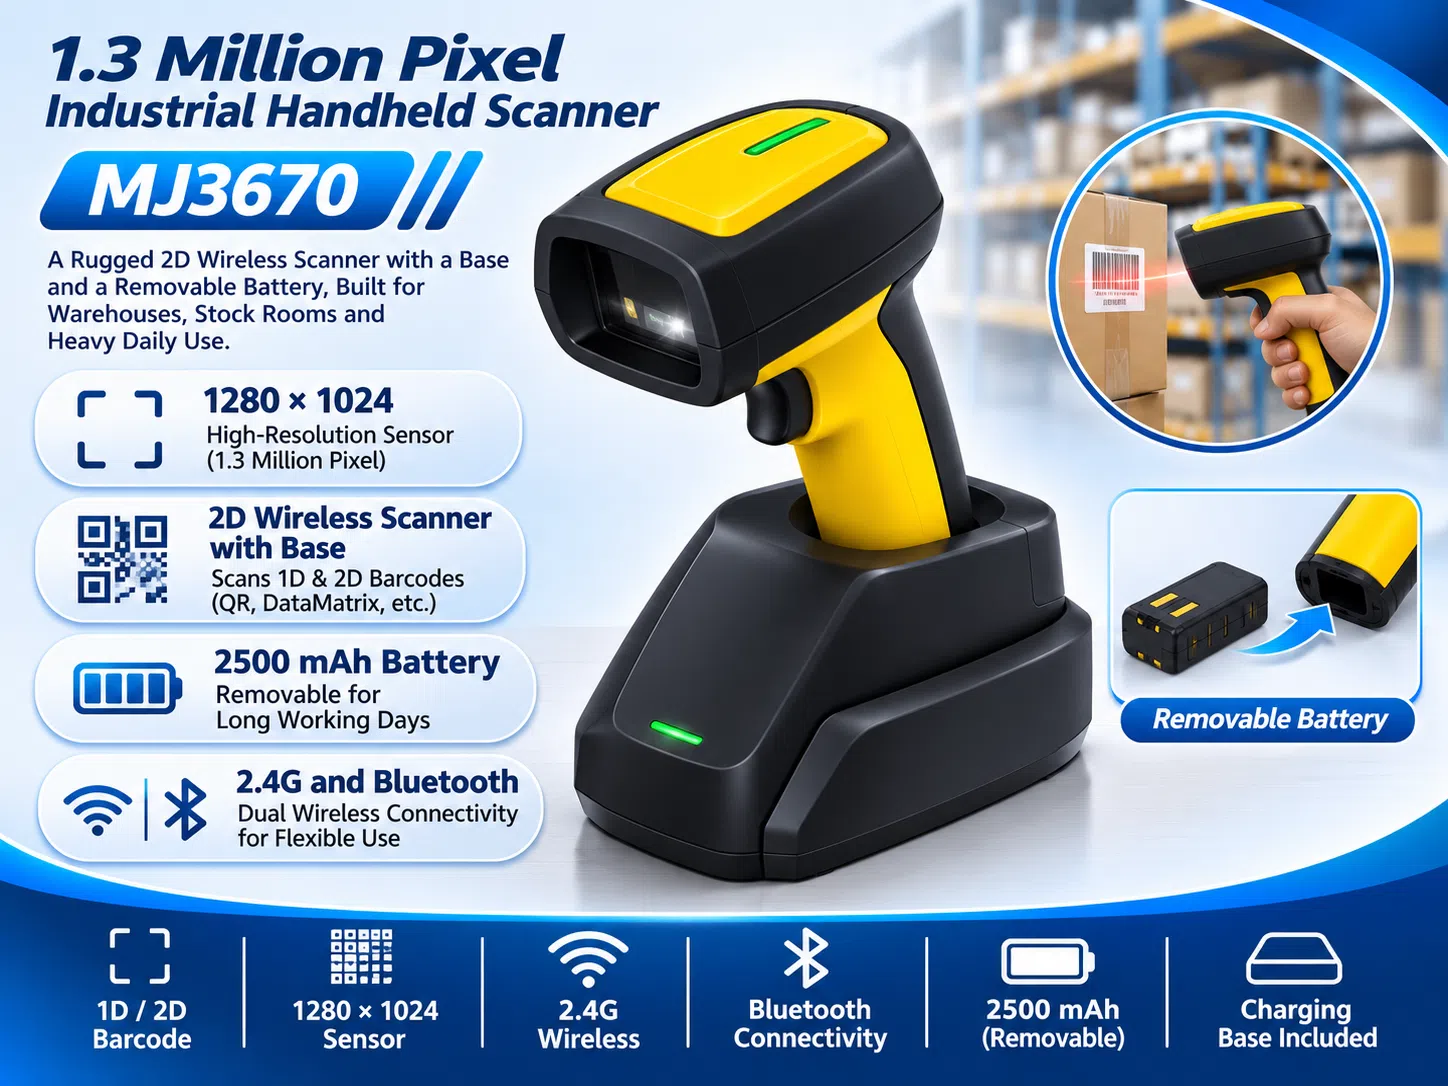 1.3 Million Pixel
Industrial Handheld Scanner
MJ3670
A Rugged 2D Wireless Scanner with a Base
and a Removable Battery, Built for
Warehouses, Stock Rooms and
Heavy Daily Use.
1280 × 1024
High-Resolution Sensor
(1.3 Million Pixel)
2D Wireless Scanner
with Base
Scans 1D & 2D Barcodes
(QR, DataMatrix, etc.)
2500 mAh Battery
Removable for
Long Working Days
2.4G and Bluetooth
Dual Wireless Connectivity
for Flexible Use
Removable Battery
1D / 2D
Barcode
1280 × 1024
Sensor
2.4G
Wireless
Bluetooth
Connectivity
2500 mAh
(Removable)
Charging
Base Included